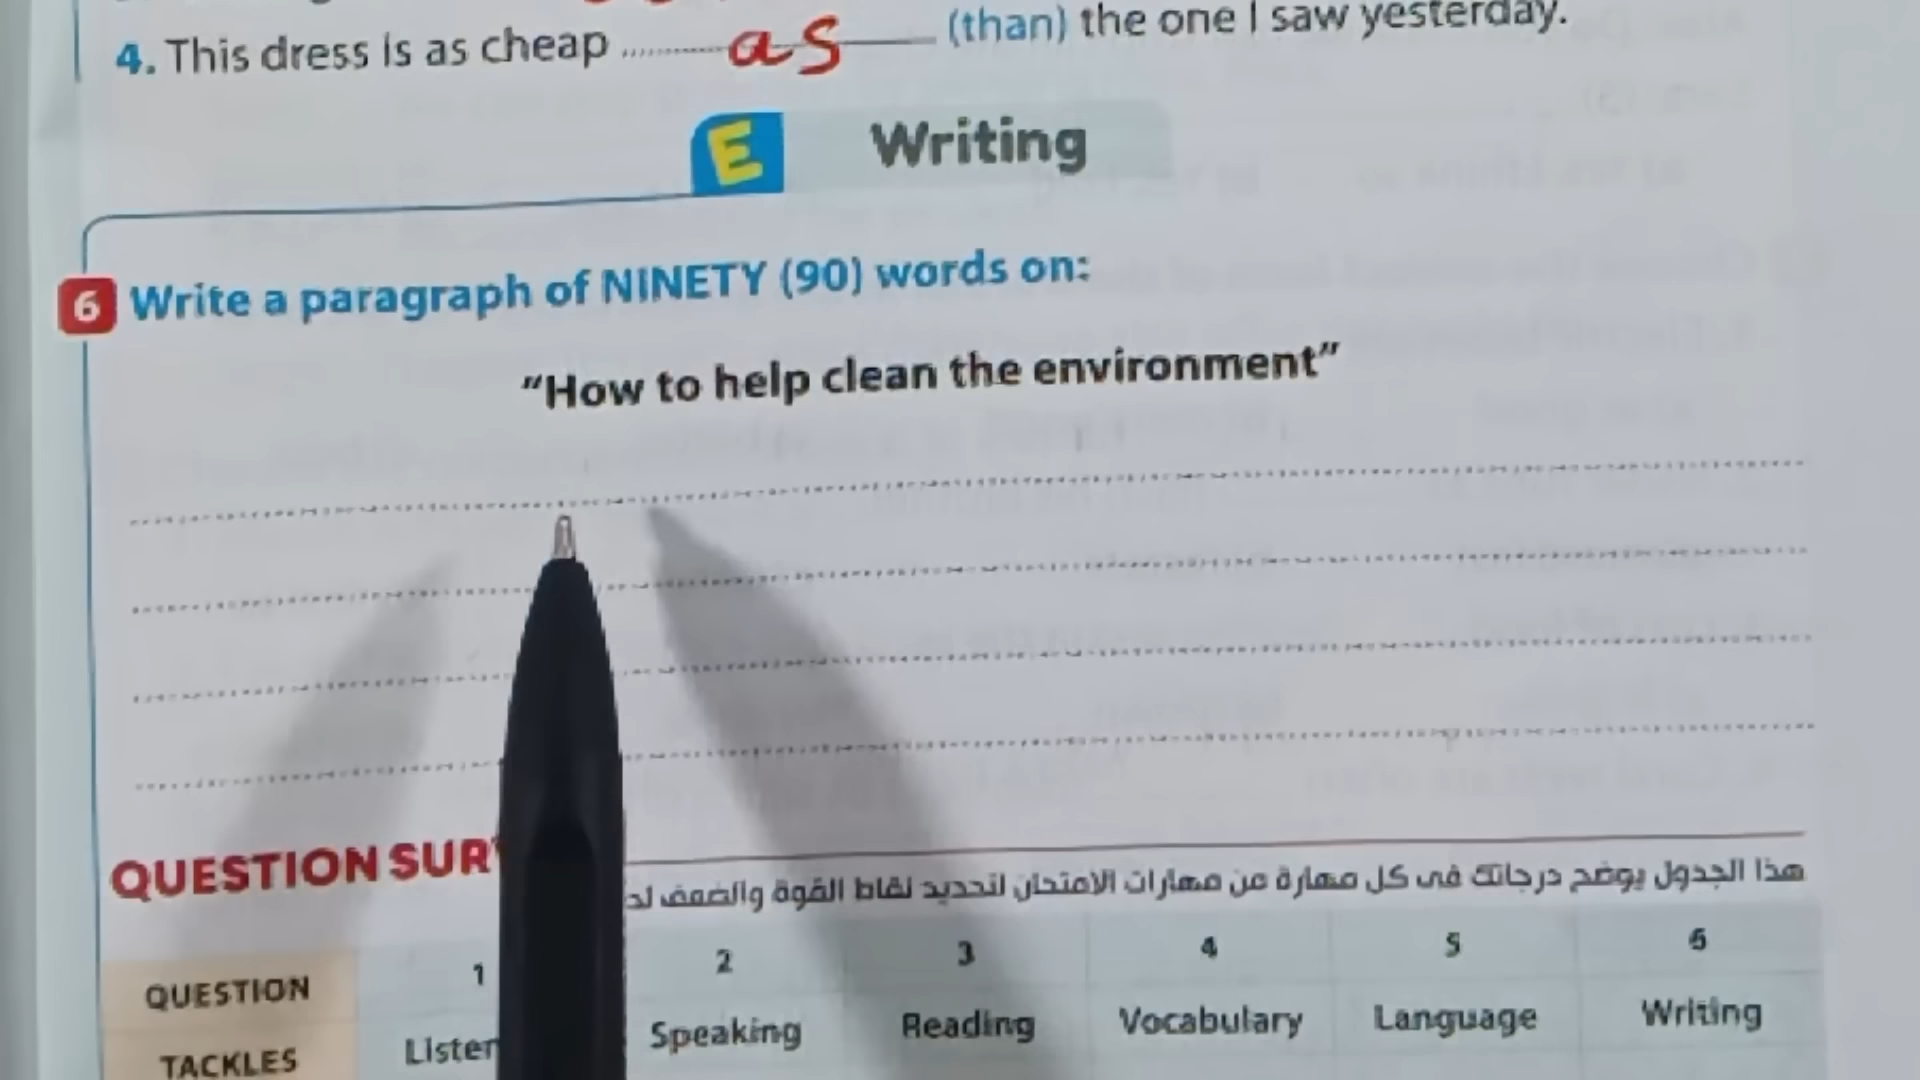 4. This dress is as cheap ........ as (than) the one I saw yesterday.
E Writing
6 Write a paragraph of NINETY (90) words on:
"How to help clean the environment"
QUESTION SUR
هذا الجدول يوضح درجاتك فى كل مهارة من مهارات الامتحان لتحديد نقاط القوة والضعف لد
QUESTION 1 2 3 4 5 6
TACKLES Listen Speaking Reading Vocabulary Language Writing